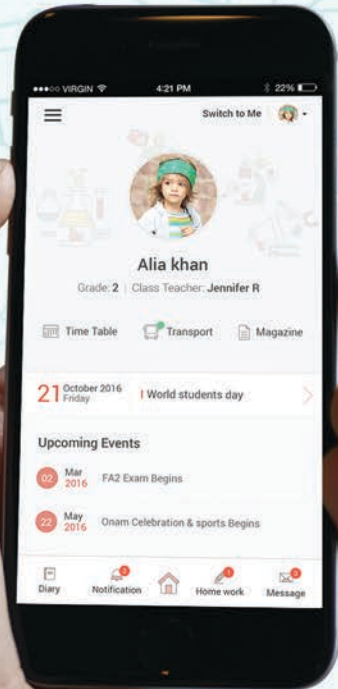 VIRGIN 4:21 PM 22%
Switch to Me
Alia khan
Grade: 2 | Class Teacher: Jennifer R
Time Table Transport Magazine
21 October 2016 Friday | World students day
Upcoming Events
02 Mar 2016 FA2 Exam Begins
22 May 2016 Onam Celebration & sports Begins
Diary Notification Home work Message